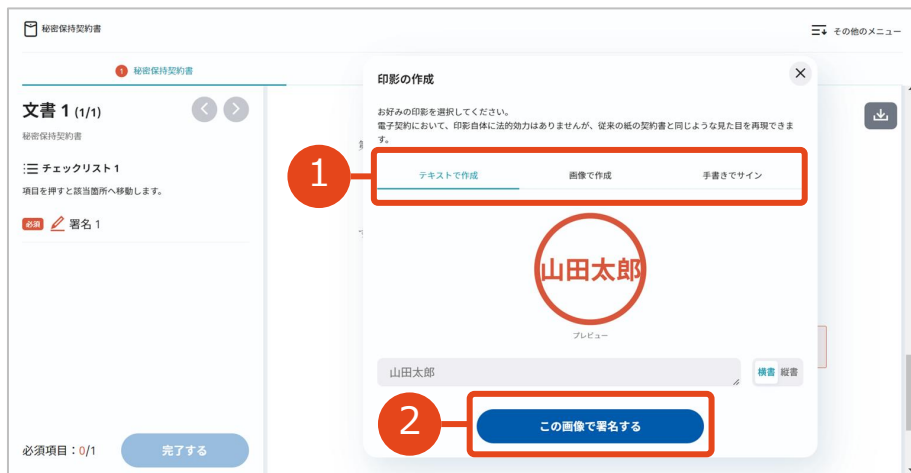 秘密保持契約書
その他のメニュー
1 秘密保持契約書
文書 1 (1/1)
秘密保持契約書
チェックリスト 1
項目を押すと該当箇所へ移動します。
必須 署名 1
必須項目：0/1
完了する
印影の作成
お好みの印影を選択してください。
電子契約において、印影自体に法的効力はありませんが、従来の紙の契約書と同じような見た目を再現できま
す。
1
テキストで作成 画像で作成 手書きでサイン
山田太郎
プレビュー
山田太郎
横書 縦書
2
この画像で署名する